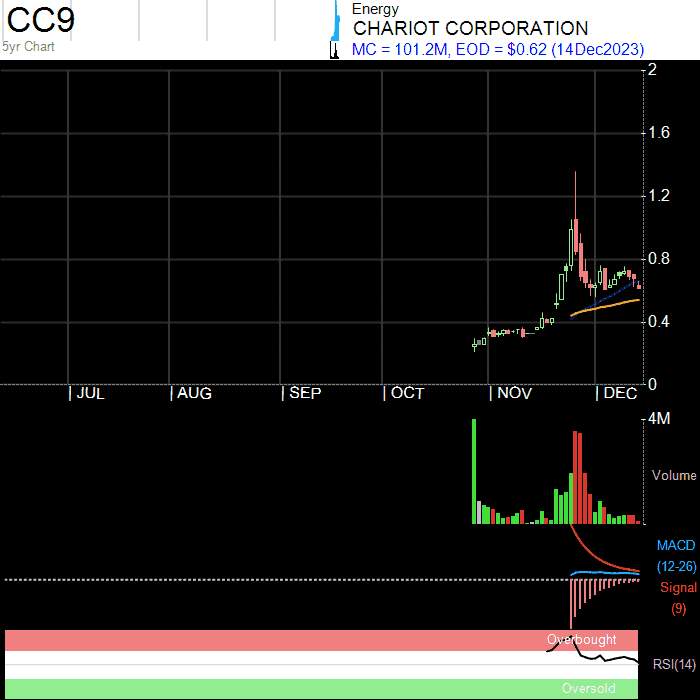 CC9
Energy
CHARIOT CORPORATION
5yr Chart
MC = 101.2M, EOD = $0.62 (14Dec2023)
2
1.6
1.2
0.8
0.4
0
JUL AUG SEP OCT NOV DEC
4M
Volume
MACD
(12-26)
Signal
(9)
Overbought
RSI(14)
Oversold